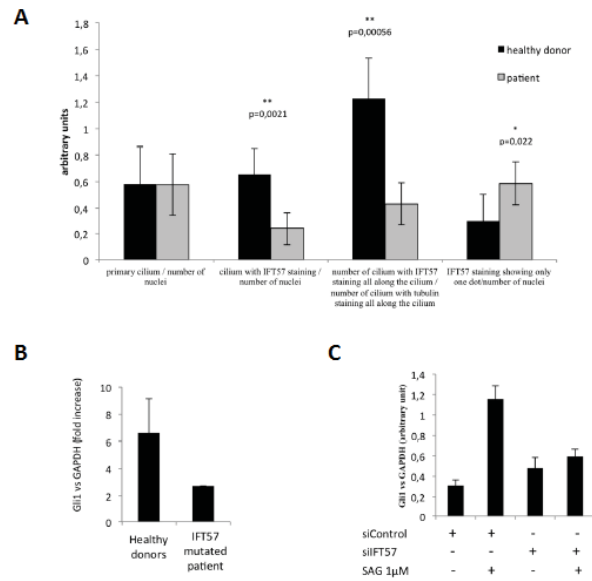 A
1,8
1,6
1,4
1,2
1
0,8
0,6
0,4
0,2
0
arbitrary units
**
p=0,0021
**
p=0,00056
*
p=0,022
healthy donor
patient
primary cilium / number of
nuclei
cilium with IFT57 staining /
number of nuclei
number of cilium with IFT57
staining all along the cilium /
number of cilium with tubulin
staining all along the cilium
IFT57 staining showing only
one dot/number of nuclei
B
Gli1 vs GAPDH (fold increase)
10
8
6
4
2
0
Healthy
donors
IFT57
mutated
patient
C
Gli1 vs GAPDH (arbitrary unit)
1,4
1,2
1
0,8
0,6
0,4
0,2
0
siControl + + - -
siIFT57 - - + +
SAG 1µM - + - +